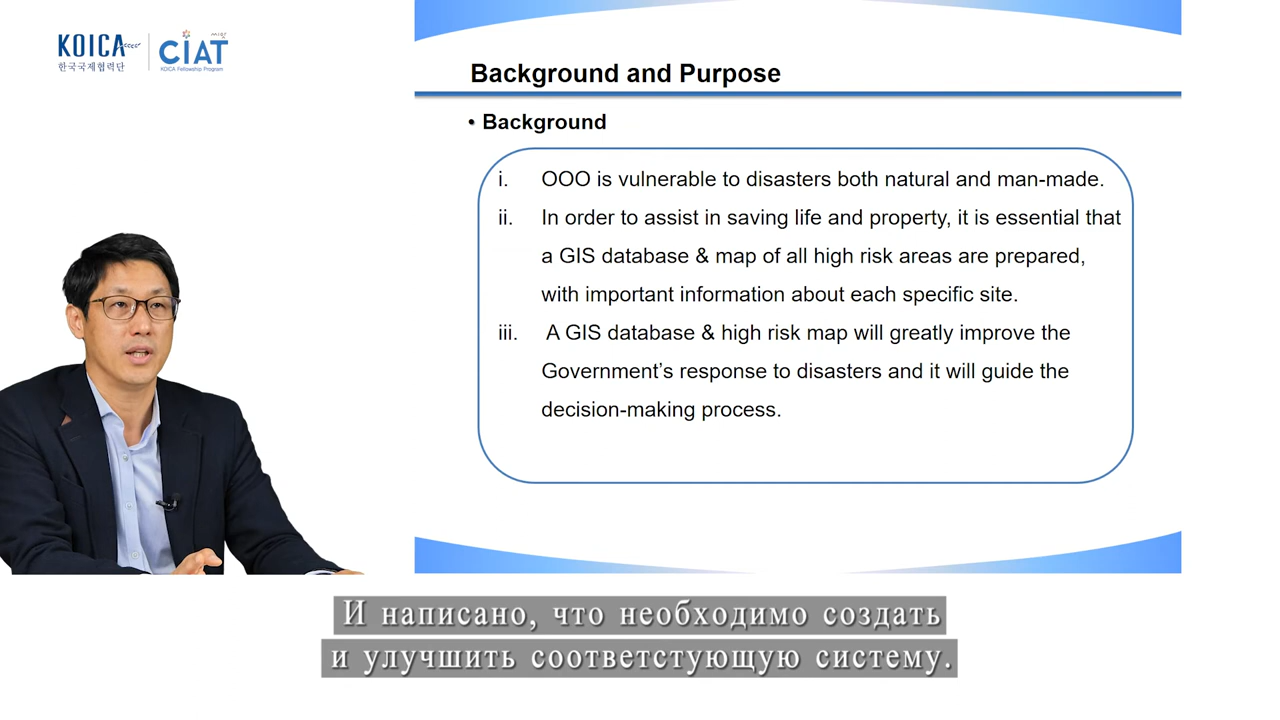 KOICA
한국국제협력단
CIAT
KOICA Fellowship Program
Background and Purpose
• Background
i. OOO is vulnerable to disasters both natural and man-made.
ii. In order to assist in saving life and property, it is essential that
a GIS database & map of all high risk areas are prepared,
with important information about each specific site.
iii. A GIS database & high risk map will greatly improve the
Government's response to disasters and it will guide the
decision-making process.
И написано, что необходимо создать
и улучшить соответстующую систему.